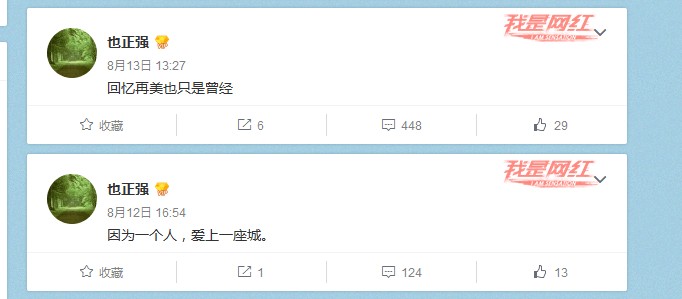 我是网红
I AM SENSATION
也正强
8月13日 13:27
回忆再美也只是曾经
收藏 6 448 29
我是网红
I AM SENSATION
也正强
8月12日 16:54
因为一个人，爱上一座城。
收藏 1 124 13